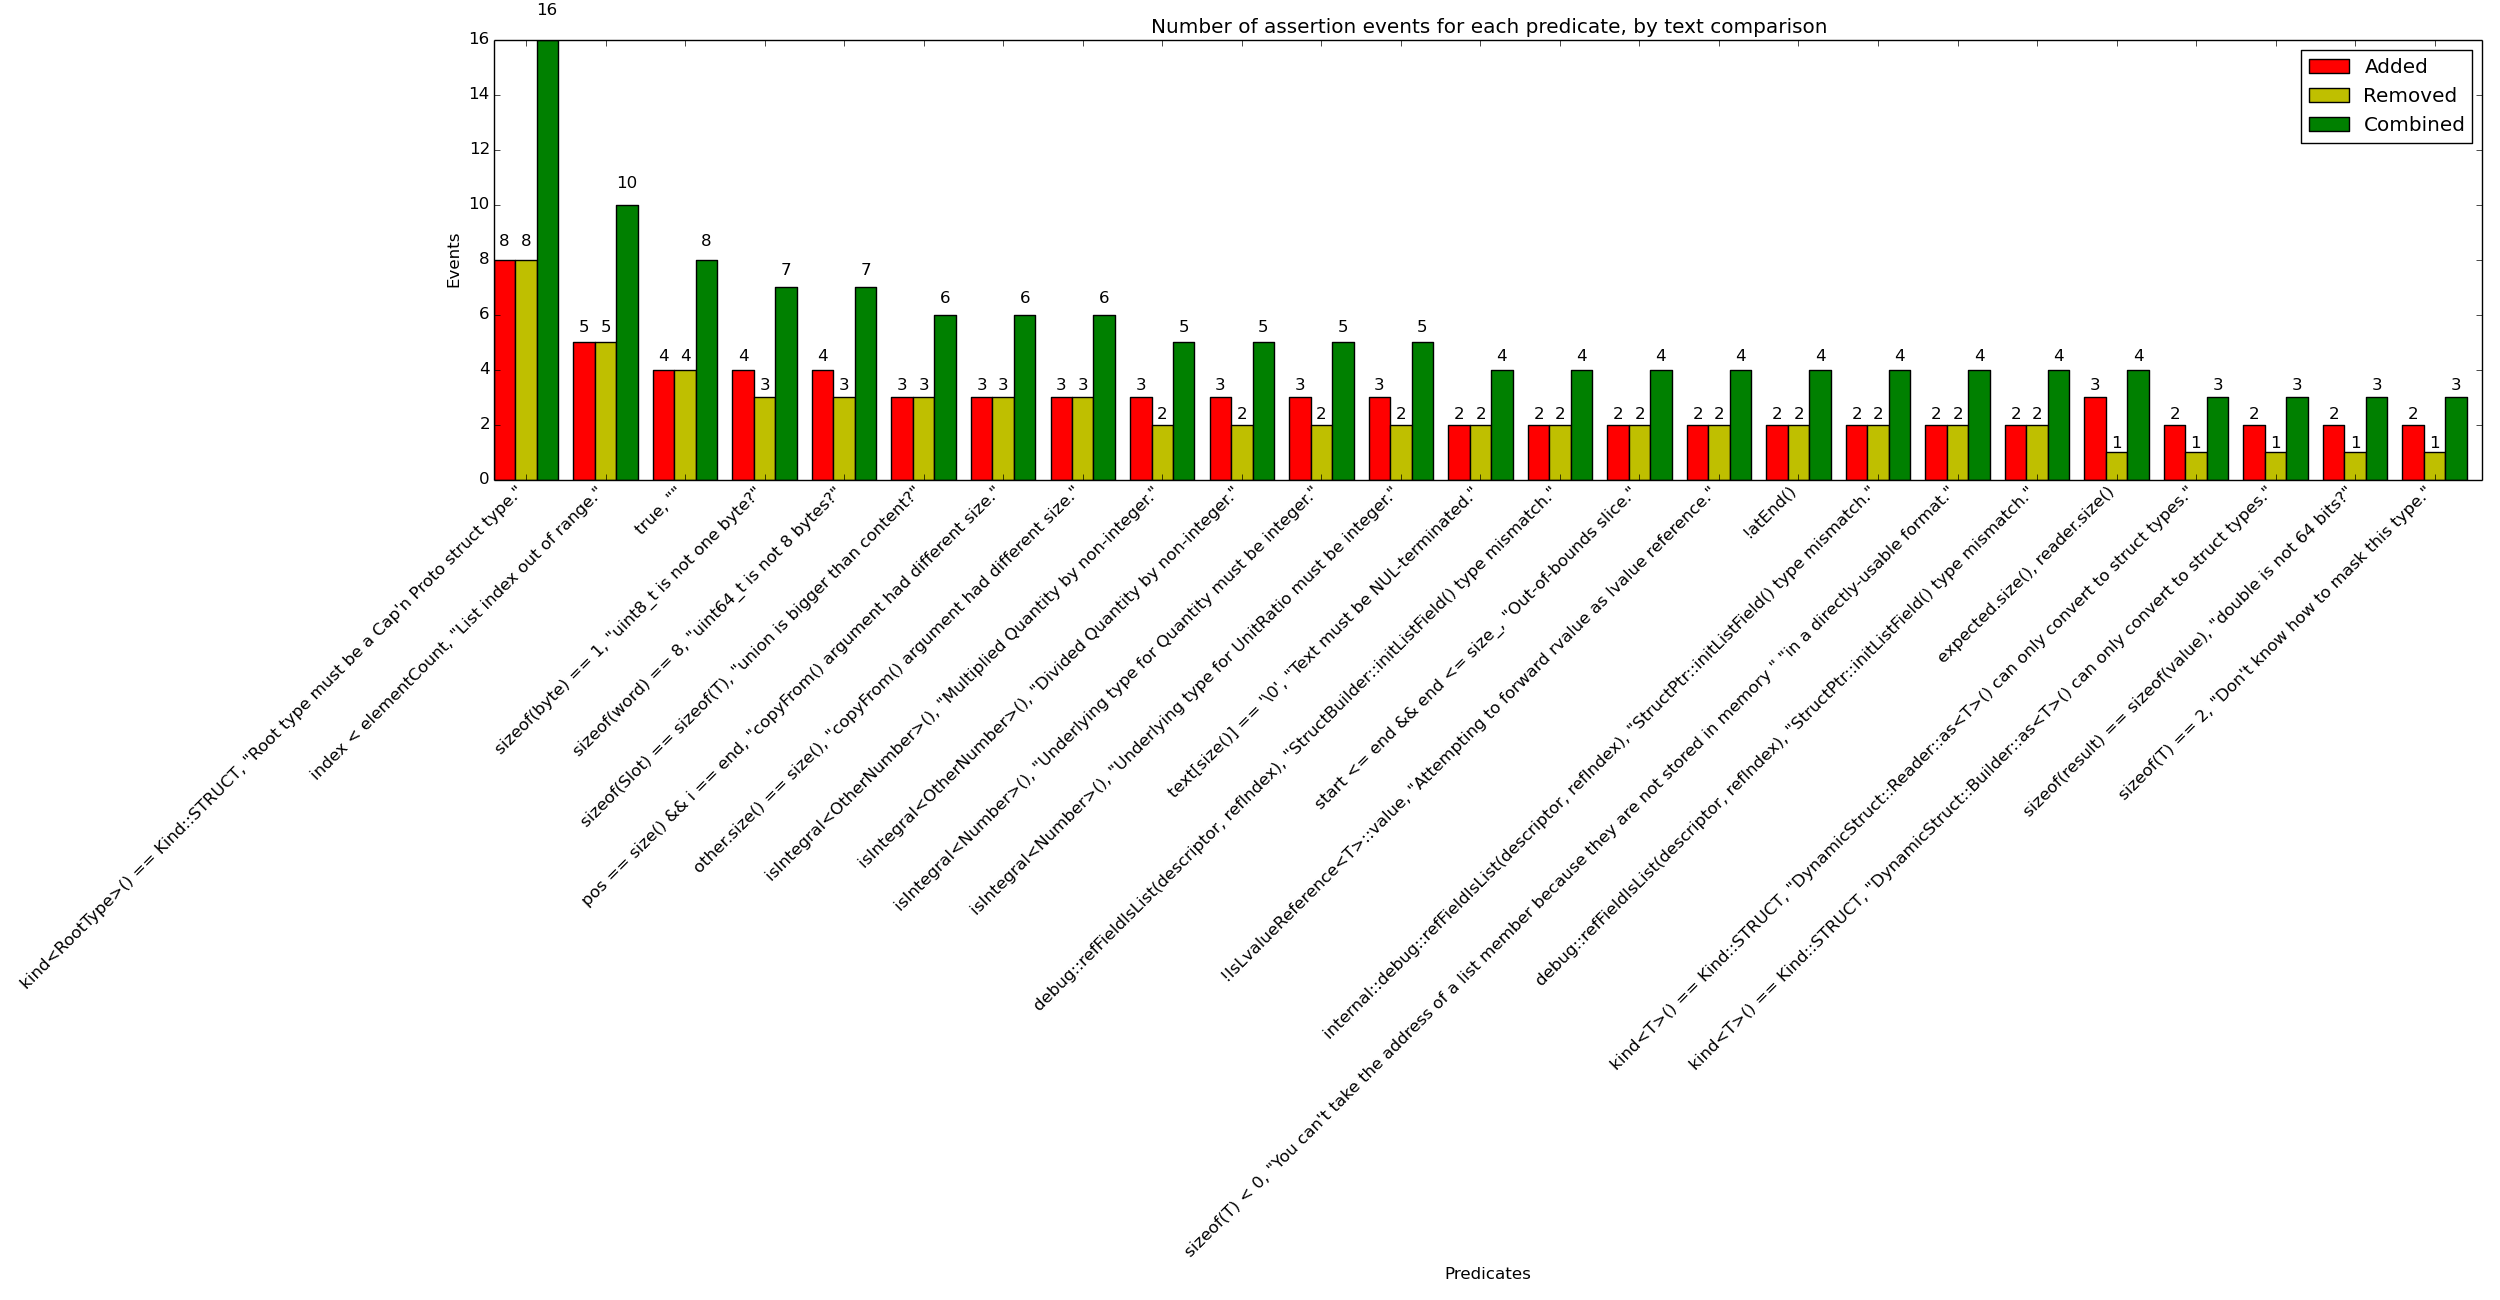 Number of assertion events for each predicate, by text comparison
Added
Removed
Combined
Events
16
14
12
10
8
6
4
2
0
8 8 16
5 5 10
4 4 8
4 3 7
4 3 7
3 3 6
3 3 6
3 3 6
3 2 5
3 2 5
3 2 5
3 2 5
2 2 4
2 2 4
2 2 4
2 2 4
2 2 4
2 2 4
2 2 4
2 2 4
3 1 4
2 1 3
2 1 3
2 1 3
2 1 3
kind<RootType>() == Kind::STRUCT, "Root type must be a Cap'n Proto struct type."
index < elementCount, "List index out of range."
true, ""
sizeof(byte) == 1, "uint8_t is not one byte?"
sizeof(word) == 8, "uint64_t is not 8 bytes?"
sizeof(Slot) == sizeof(T), "union is bigger than content?"
pos == size() && i == end, "copyFrom() argument had different size."
other.size() == size(), "copyFrom() argument had different size."
isIntegral<OtherNumber>(), "Multiplied Quantity by non-integer."
isIntegral<OtherNumber>(), "Divided Quantity by non-integer."
isIntegral<Number>(), "Underlying type for Quantity must be integer."
isIntegral<Number>(), "Underlying type for UnitRatio must be integer."
text[size()] == '\0', "Text must be NUL-terminated."
debug::refFieldIsList(descriptor, refIndex), "StructBuilder::initListField() type mismatch."
start <= end && end <= size_, "Out-of-bounds slice."
!IsLvalueReference<T>::value, "Attempting to forward rvalue as lvalue reference."
!atEnd()
internal::debug::refFieldIsList(descriptor, refIndex), "StructPtr::initListField() type mismatch."
sizeof(T) < 0, "You can't take the address of a list member because they are not stored in memory " "in a directly-usable format."
debug::refFieldIsList(descriptor, refIndex), "StructPtr::initListField() type mismatch."
expected.size(), reader.size()
kind<T>() == Kind::STRUCT, "DynamicStruct::Reader::as<T>() can only convert to struct types."
kind<T>() == Kind::STRUCT, "DynamicStruct::Builder::as<T>() can only convert to struct types."
sizeof(result) == sizeof(value), "double is not 64 bits?"
sizeof(T) == 2, "Don't know how to mask this type."
Predicates